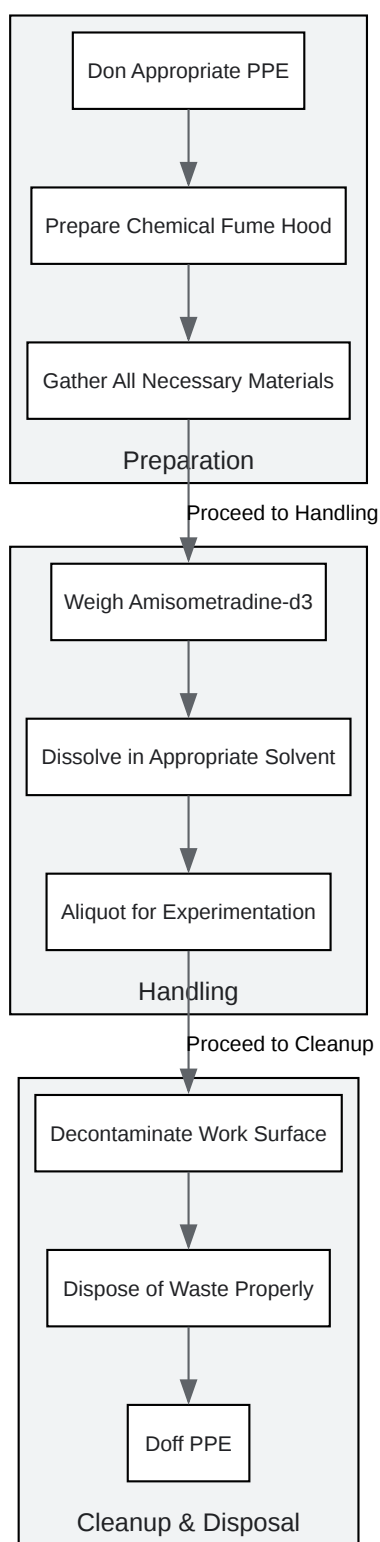 Don Appropriate PPE
Prepare Chemical Fume Hood
Gather All Necessary Materials
Preparation
Proceed to Handling
Weigh Amisometradine-d3
Dissolve in Appropriate Solvent
Aliquot for Experimentation
Handling
Proceed to Cleanup
Decontaminate Work Surface
Dispose of Waste Properly
Doff PPE
Cleanup & Disposal